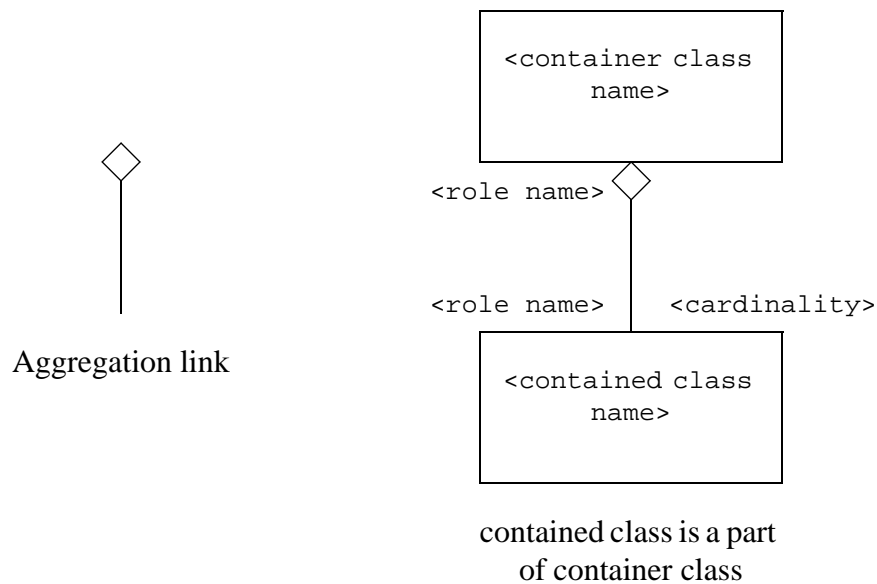 <container class
name>
<role name>
<role name> <cardinality>
Aggregation link
<contained class
name>
contained class is a part
of container class